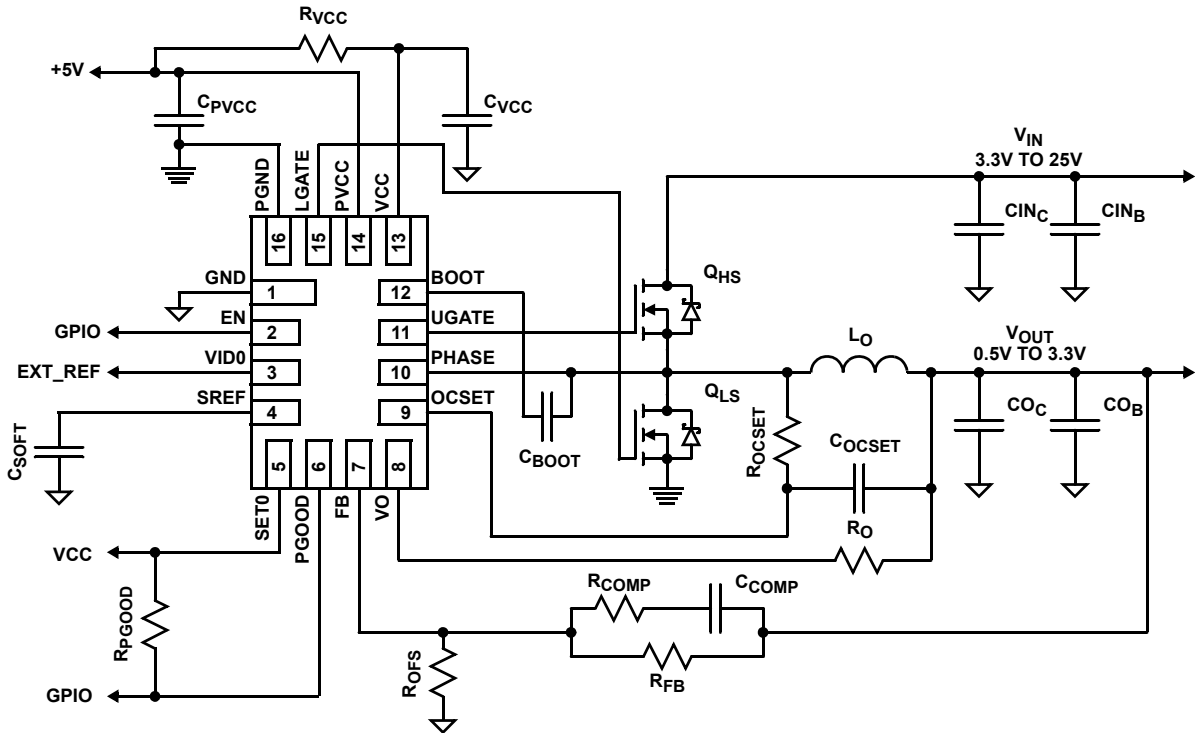 RVCC
+5V
CPVCC
CVCC
PGND
LGATE
PVCC
VCC
16
15
14
13
VIN
3.3V TO 25V
CINC
CINB
GND
1
12
BOOT
QHS
EN
GPIO
2
11
UGATE
VID0
EXT_REF
3
10
PHASE
LO
VOUT
0.5V TO 3.3V
SREF
4
9
OCSET
QLS
COC
COB
CSOFT
CBOOT
ROCSET
COCSET
5
6
7
8
SET0
PGOOD
FB
VO
RO
VCC
RPGOOD
GPIO
RCOMP
CCOMP
ROFS
RFB